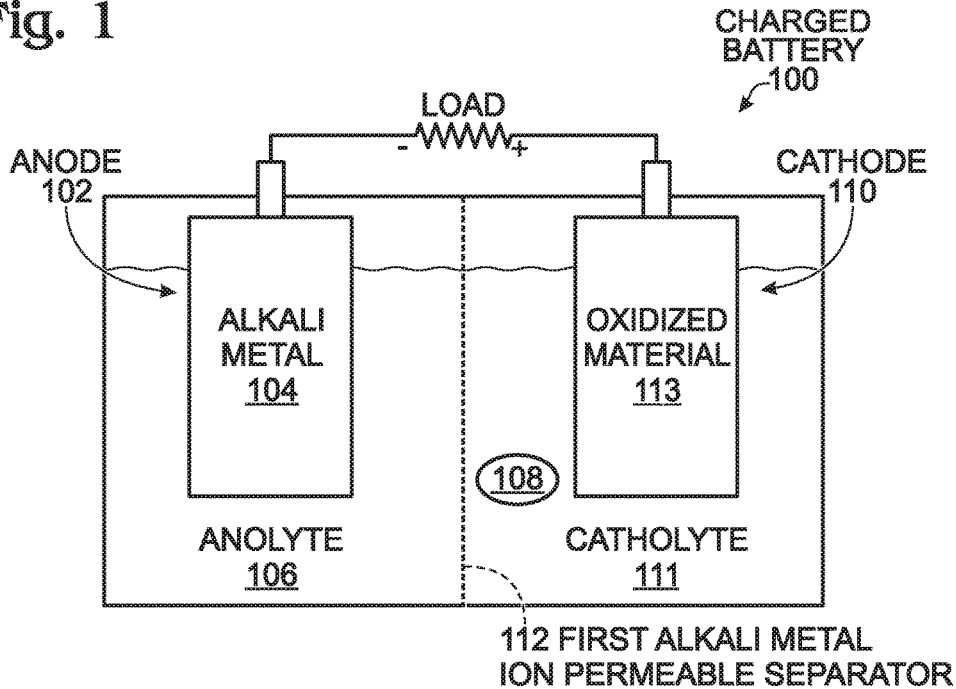 Fig. 1
CHARGED
BATTERY
100
LOAD
- +
ANODE
102
CATHODE
110
ALKALI
METAL
104
OXIDIZED
MATERIAL
113
108
ANOLYTE
106
CATHOLYTE
111
112 FIRST ALKALI METAL
ION PERMEABLE SEPARATOR